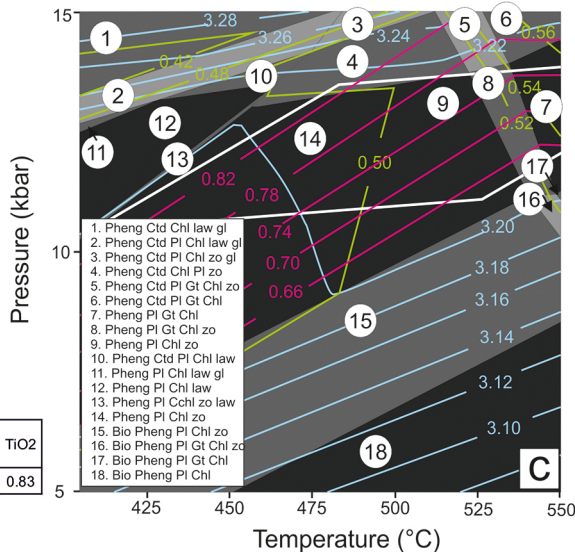 15
3.28
6
1
3
5
0.56
3.26
3.24
0.42
4
3.22
0.48
10
8
0.54
2
9
7
12
14
0.52
11
13
0.50
17
0.82
0.78
16
0.74
3.20
10
0.70
3.18
0.66
3.16
15
3.14
3.12
3.10
18
C
5
Pressure (kbar)
1. Pheng Ctd Chl law gl
2. Pheng Ctd Pl Chl law gl
3. Pheng Ctd Pl Chl zo gl
4. Pheng Ctd Chl Pl zo
5. Pheng Ctd Pl Gt Chl zo
6. Pheng Ctd Pl Gt Chl
7. Pheng Pl Gt Chl
8. Pheng Pl Gt Chl zo
9. Pheng Pl Chl zo
10. Pheng Ctd Pl Chl law
11. Pheng Pl Chl law gl
12. Pheng Pl Chl law
13. Pheng Pl Cchl zo law
14. Pheng Pl Chl zo
15. Bio Pheng Pl Chl zo
16. Bio Pheng Pl Gt Chl zo
17. Bio Pheng Pl Gt Chl
18. Bio Pheng Pl Chl
TiO2
0.83
425 450 475 500 525 550
Temperature (°C)